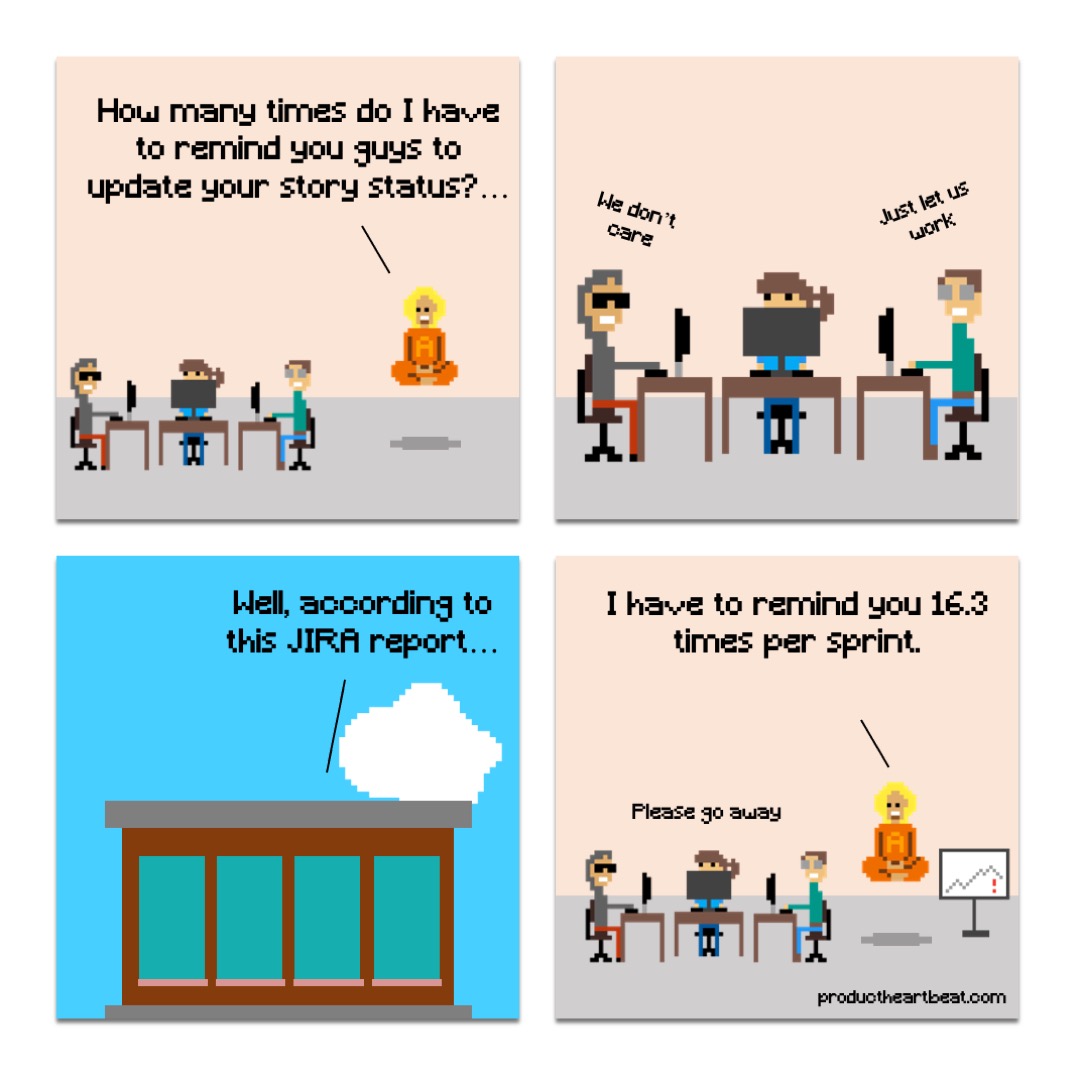 How many times do I have
to remind you guys to
update your story status?...
We don't
care
Just let us
work
Well, according to
this JIRA report...
I have to remind you 16.3
times per sprint.
Please go away
A
A
!
productheartbeat.com